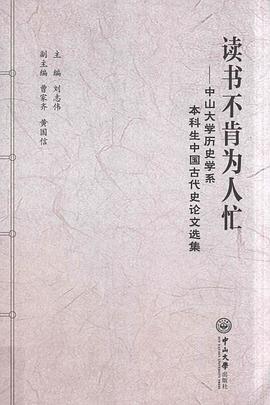 读书不肯为人忙
——中山大学历史学系
本科生中国古代史论文选集
主编 刘志伟
副主编 曹家齐 黄国信
中山大学出版社